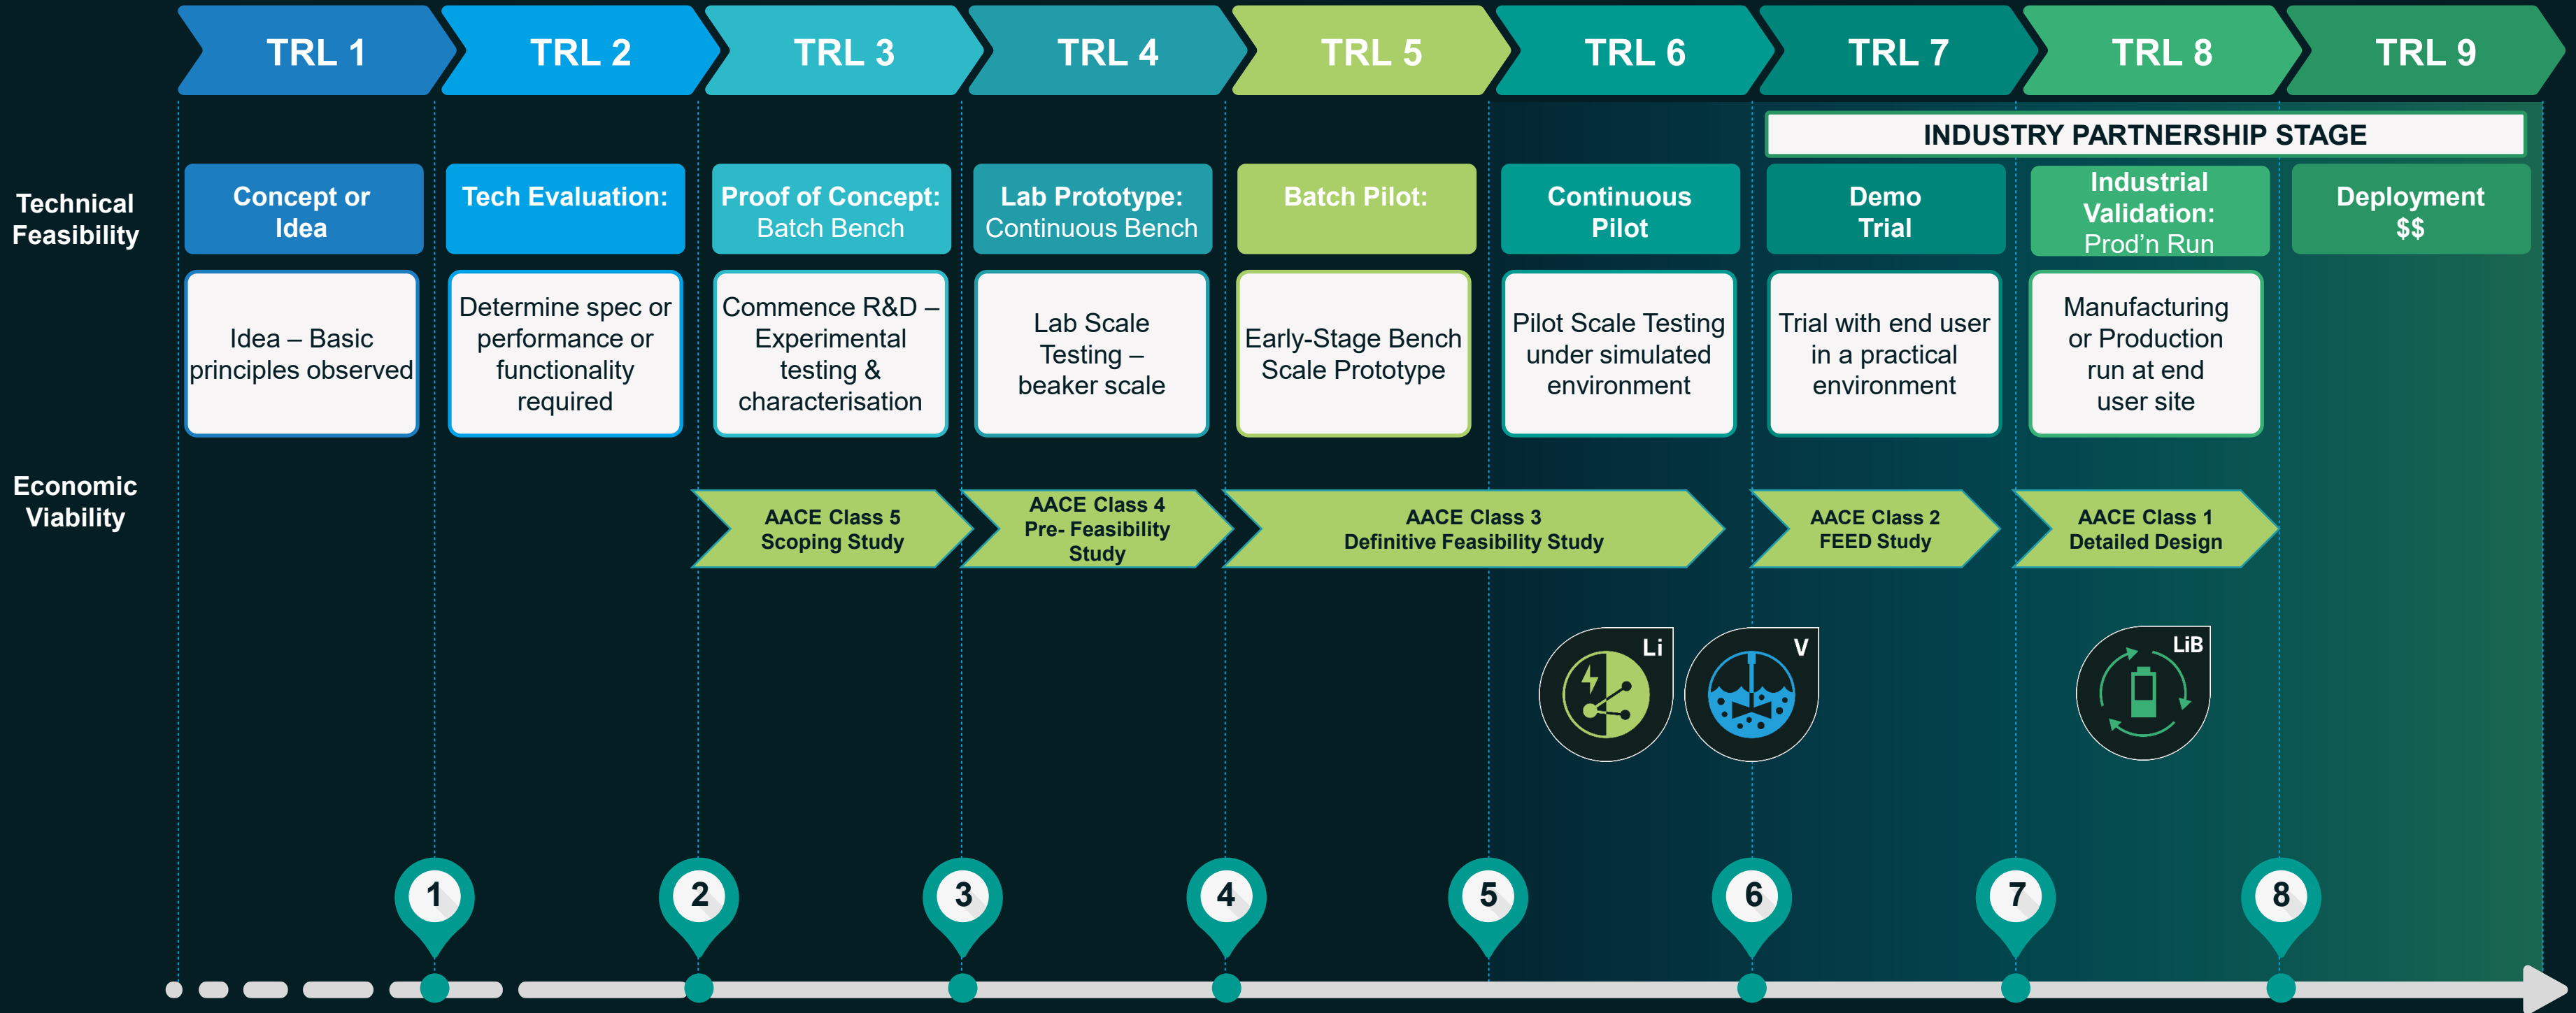 TRL 1
TRL 2
TRL 3
TRL 4
TRL 5
TRL 6
TRL 7
TRL 8
TRL 9
INDUSTRY PARTNERSHIP STAGE
Technical
Feasibility
Concept or
Idea
Tech Evaluation:
Proof of Concept:
Batch Bench
Lab Prototype:
Continuous Bench
Batch Pilot:
Continuous
Pilot
Demo
Trial
Industrial
Validation:
Prod’n Run
Deployment
$$
Idea – Basic
principles observed
Determine spec or
performance or
functionality
required
Commence R&D –
Experimental
testing &
characterisation
Lab Scale
Testing –
beaker scale
Early-Stage Bench
Scale Prototype
Pilot Scale Testing
under simulated
environment
Trial with end user
in a practical
environment
Manufacturing
or Production
run at end
user site
Economic
Viability
AACE Class 5
Scoping Study
AACE Class 4
Pre- Feasibility
Study
AACE Class 3
Definitive Feasibility Study
AACE Class 2
FEED Study
AACE Class 1
Detailed Design
Li
V
LiB
1
2
3
4
5
6
7
8